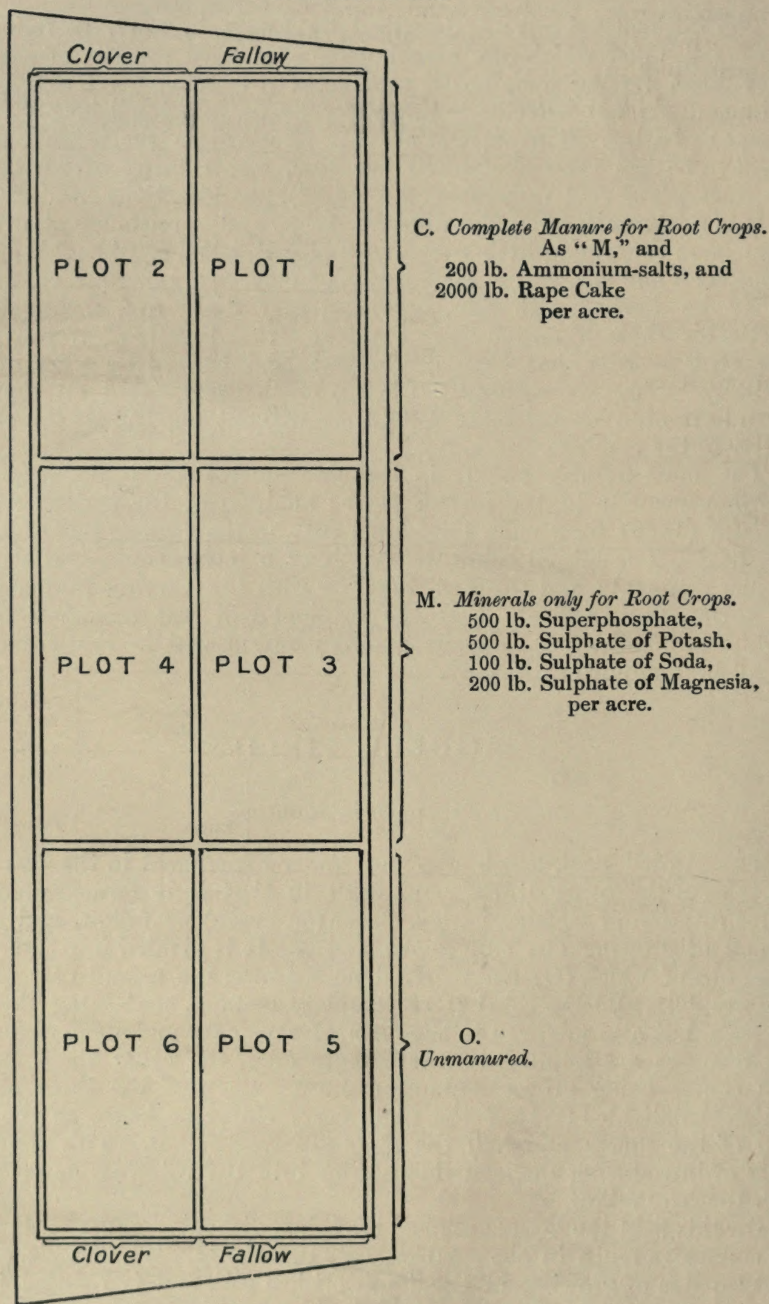 Clover Fallow
PLOT 2 PLOT 1
C. Complete Manure for Root Crops.
As "M," and
200 lb. Ammonium-salts, and
2000 lb. Rape Cake
per acre.
PLOT 4 PLOT 3
M. Minerals only for Root Crops.
500 lb. Superphosphate,
500 lb. Sulphate of Potash,
100 lb. Sulphate of Soda,
200 lb. Sulphate of Magnesia,
per acre.
PLOT 6 PLOT 5
O.
Unmanured.
Clover Fallow